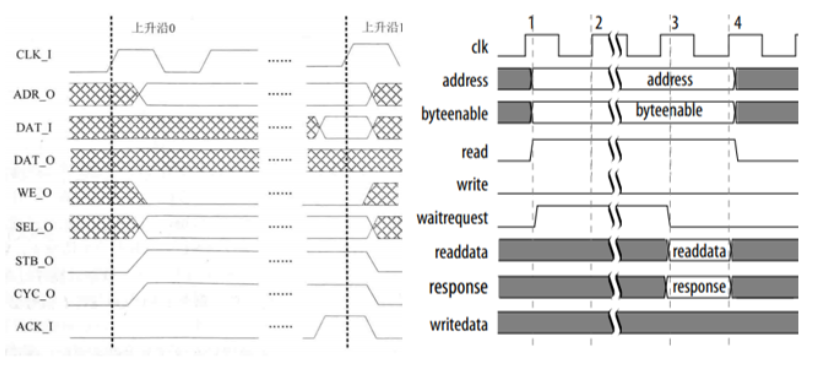 上升沿0
上升沿1
CLK_I
ADR_O
DAT_I
DAT_O
WE_O
SEL_O
STB_O
CYC_O
ACK_I
......
......
......
......
......
......
......
......
......
1 2 3 4
clk
address address
byteenable byteenable
read
write
waitrequest
readdata readdata
response response
writedata